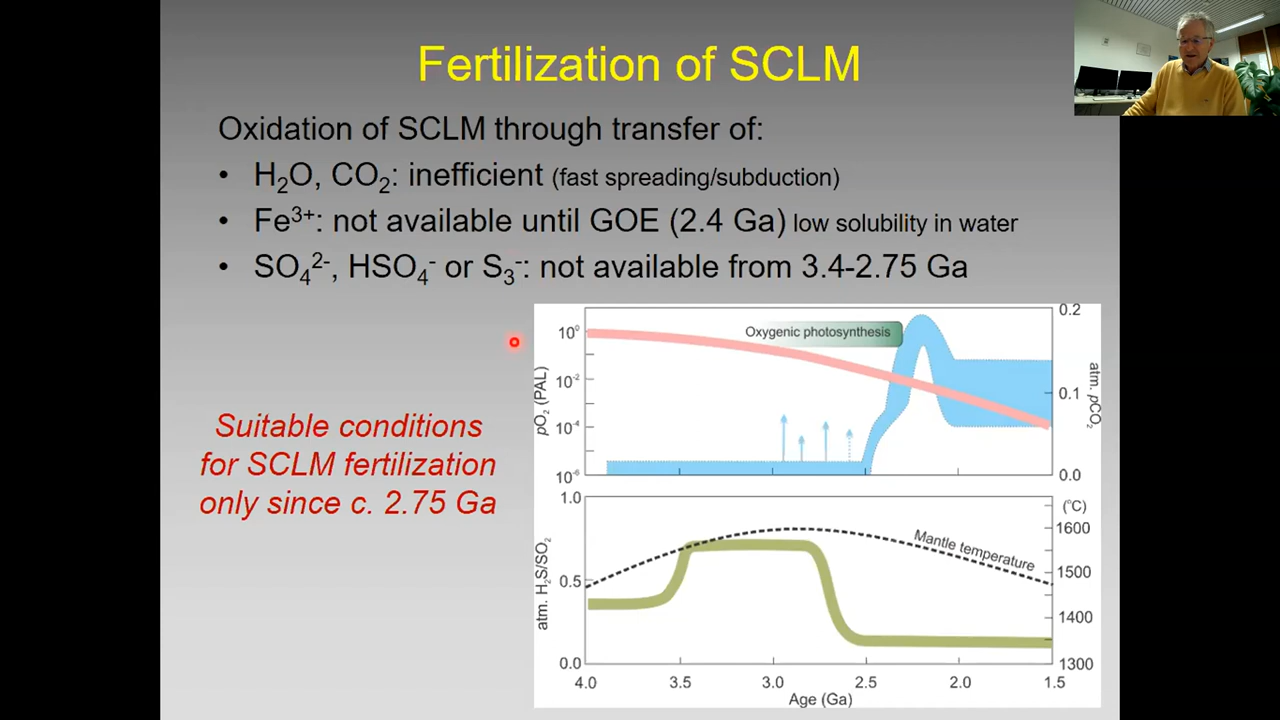 Fertilization of SCLM
Oxidation of SCLM through transfer of:
• H₂O, CO₂: inefficient (fast spreading/subduction)
• Fe³⁺: not available until GOE (2.4 Ga) low solubility in water
• SO₄²⁻, HSO₄⁻ or S₃⁻: not available from 3.4-2.75 Ga
Suitable conditions
for SCLM fertilization
only since c. 2.75 Ga
Oxygenic photosynthesis
pO₂ (PAL)
10⁰
10⁻²
10⁻⁴
10⁻⁶
0.2
0.1
0.0
atm. pCO₂
atm. H₂S/SO₂
1.0
0.5
0.0
Mantle temperature
(°C)
1600
1500
1400
1300
4.0 3.5 3.0 2.5 2.0 1.5
Age (Ga)